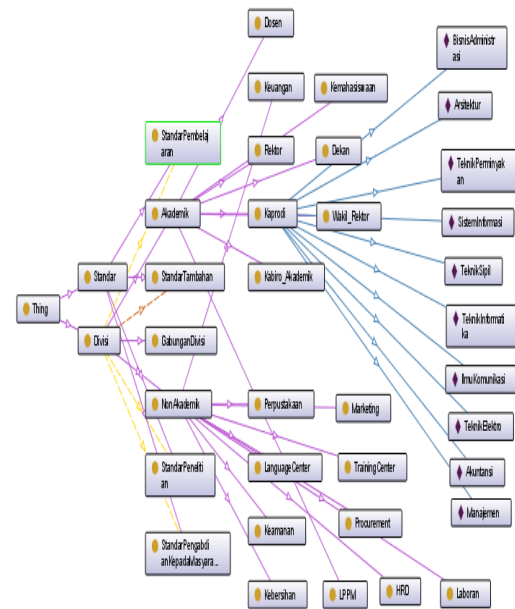 Dosen
BisnisAdministr
asi
Keuangan
Kemahasiswaan
Arsitektur
StandarPembelaj
aran
Rektor
Dekan
TeknikPerminyak
an
Akademik
Kaprodi
Wakil_Rektor
SistemInformasi
Standar
StandarTambahan
Kabiro_Akademik
TeknikSipil
Thing
Divisi
GabunganDivisi
TeknikInformati
ka
IlmuKomunikasi
NonAkademik
Perpustakaan
Marketing
TeknikElektro
StandarPeneliti
an
LanguageCenter
TrainingCenter
Akuntansi
Manajemen
Keamanan
Procurement
StandarPengabdi
anKepadaMasyara...
Kebersihan
LPPM
HRD
Laboran